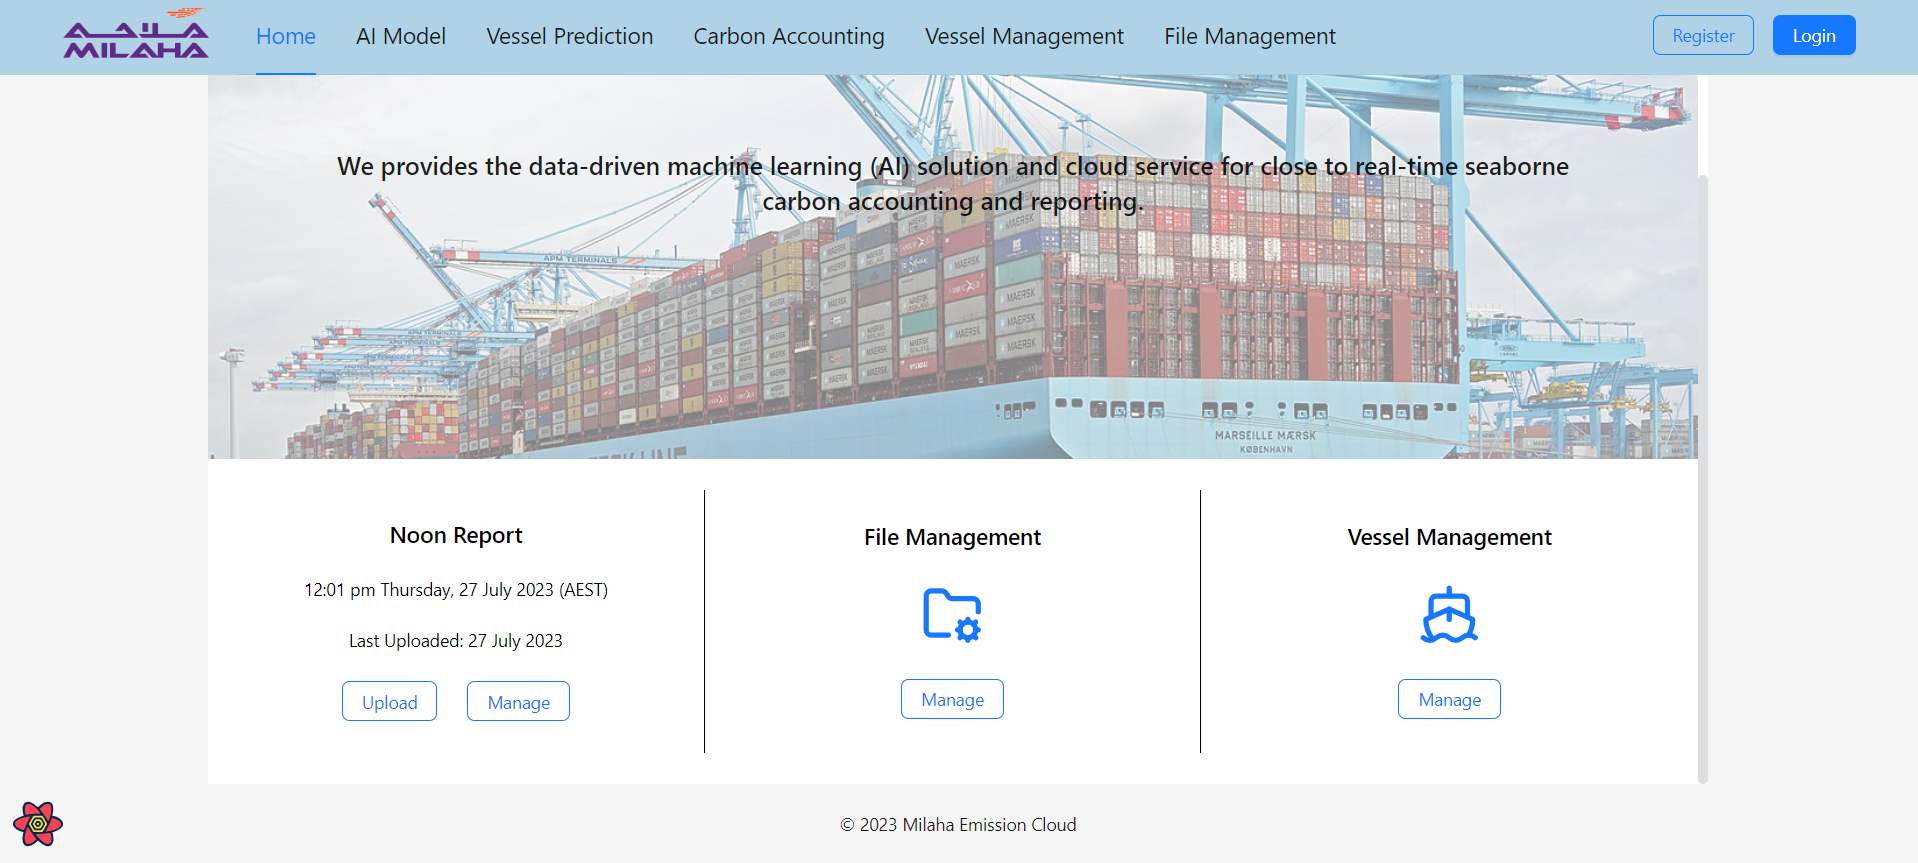 ملاحة
MILAHA
Home
AI Model
Vessel Prediction
Carbon Accounting
Vessel Management
File Management
Register
Login
We provides the data-driven machine learning (AI) solution and cloud service for close to real-time seaborne
carbon accounting and reporting.
APM TERMINALS
MAERSK
MARSEILLE MÆRSK
KØBENHAVN
Noon Report
12:01 pm Thursday, 27 July 2023 (AEST)
Last Uploaded: 27 July 2023
Upload
Manage
File Management
Manage
Vessel Management
Manage
© 2023 Milaha Emission Cloud